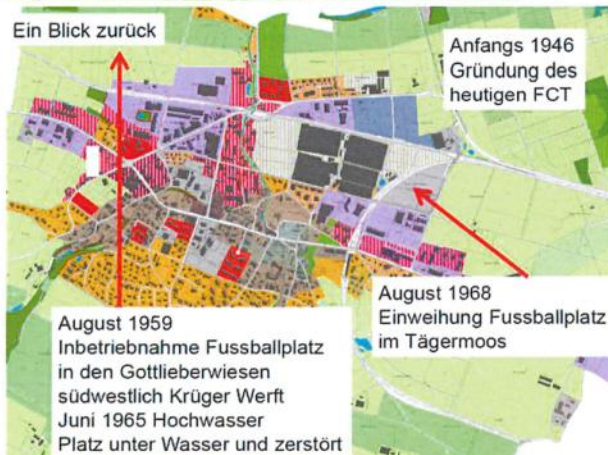 Ein Blick zurück
Anfangs 1946
Gründung des
heutigen FCT
August 1968
Einweihung Fussballplatz
im Tägermoos
August 1959
Inbetriebnahme Fussballplatz
in den Gottlieberwiesen
südwestlich Krüger Werft
Juni 1965 Hochwasser
Platz unter Wasser und zerstört